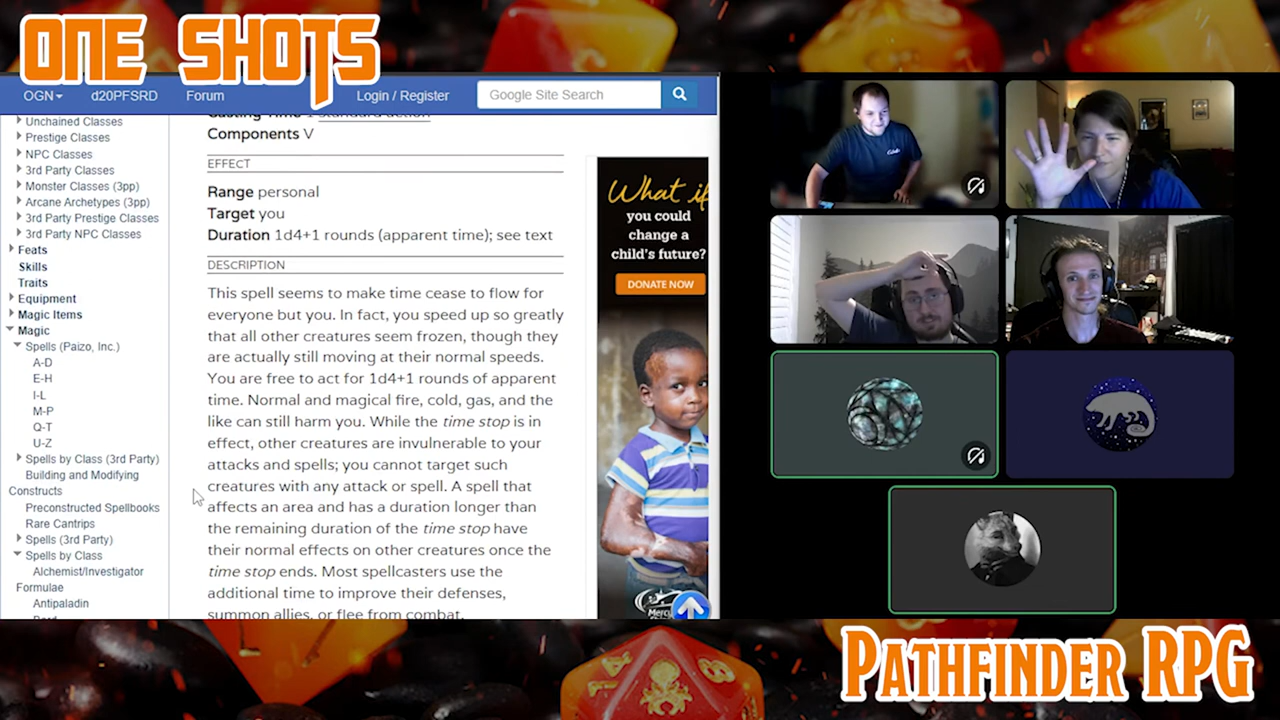 ONE SHOTS
OGN
d20PFSRD
Forum
Login / Register
Google Site Search
Unchained Classes
Prestige Classes
NPC Classes
3rd Party Classes
Monster Classes (3pp)
Arcane Archetypes (3pp)
3rd Party Prestige Classes
3rd Party NPC Classes
Feats
Skills
Traits
Equipment
Magic Items
Magic
Spells (Paizo, Inc.)
A-D
E-H
I-L
M-P
Q-T
U-Z
Spells by Class (3rd Party)
Building and Modifying
Constructs
Preconstructed Spellbooks
Rare Cantrips
Spells (3rd Party)
Spells by Class
Alchemist/Investigator
Formulae
Antipaladin
Casting Time 1 standard action
Components V
EFFECT
Range personal
Target you
Duration 1d4+1 rounds (apparent time); see text
DESCRIPTION
This spell seems to make time cease to flow for
everyone but you. In fact, you speed up so greatly
that all other creatures seem frozen, though they
are actually still moving at their normal speeds.
You are free to act for 1d4+1 rounds of apparent
time. Normal and magical fire, cold, gas, and the
like can still harm you. While the time stop is in
effect, other creatures are invulnerable to your
attacks and spells; you cannot target such
creatures with any attack or spell. A spell that
affects an area and has a duration longer than
the remaining duration of the time stop have
their normal effects on other creatures once the
time stop ends. Most spellcasters use the
additional time to improve their defenses,
summon allies, or flee from combat.
What if
you could
change a
child's future?
DONATE NOW
PATHFINDER RPG